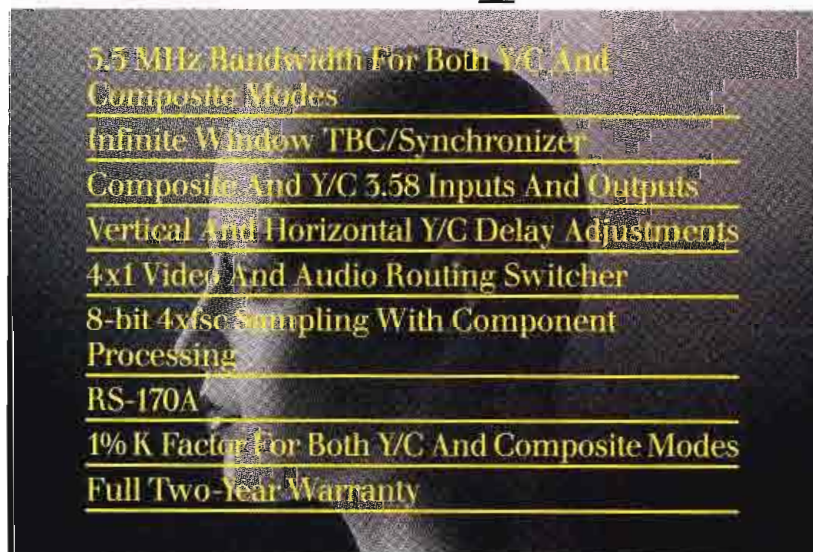 5.5 MHz Bandwidth For Both Y/C And
Composite Modes
Infinite Window TBC/Synchronizer
Composite And Y/C 3.58 Inputs And Outputs
Vertical And Horizontal Y/C Delay Adjustments
4x1 Video And Audio Routing Switcher
8-bit 4xfsc Sampling With Component
Processing
RS-170A
1% K Factor For Both Y/C And Composite Modes
Full Two-Year Warranty